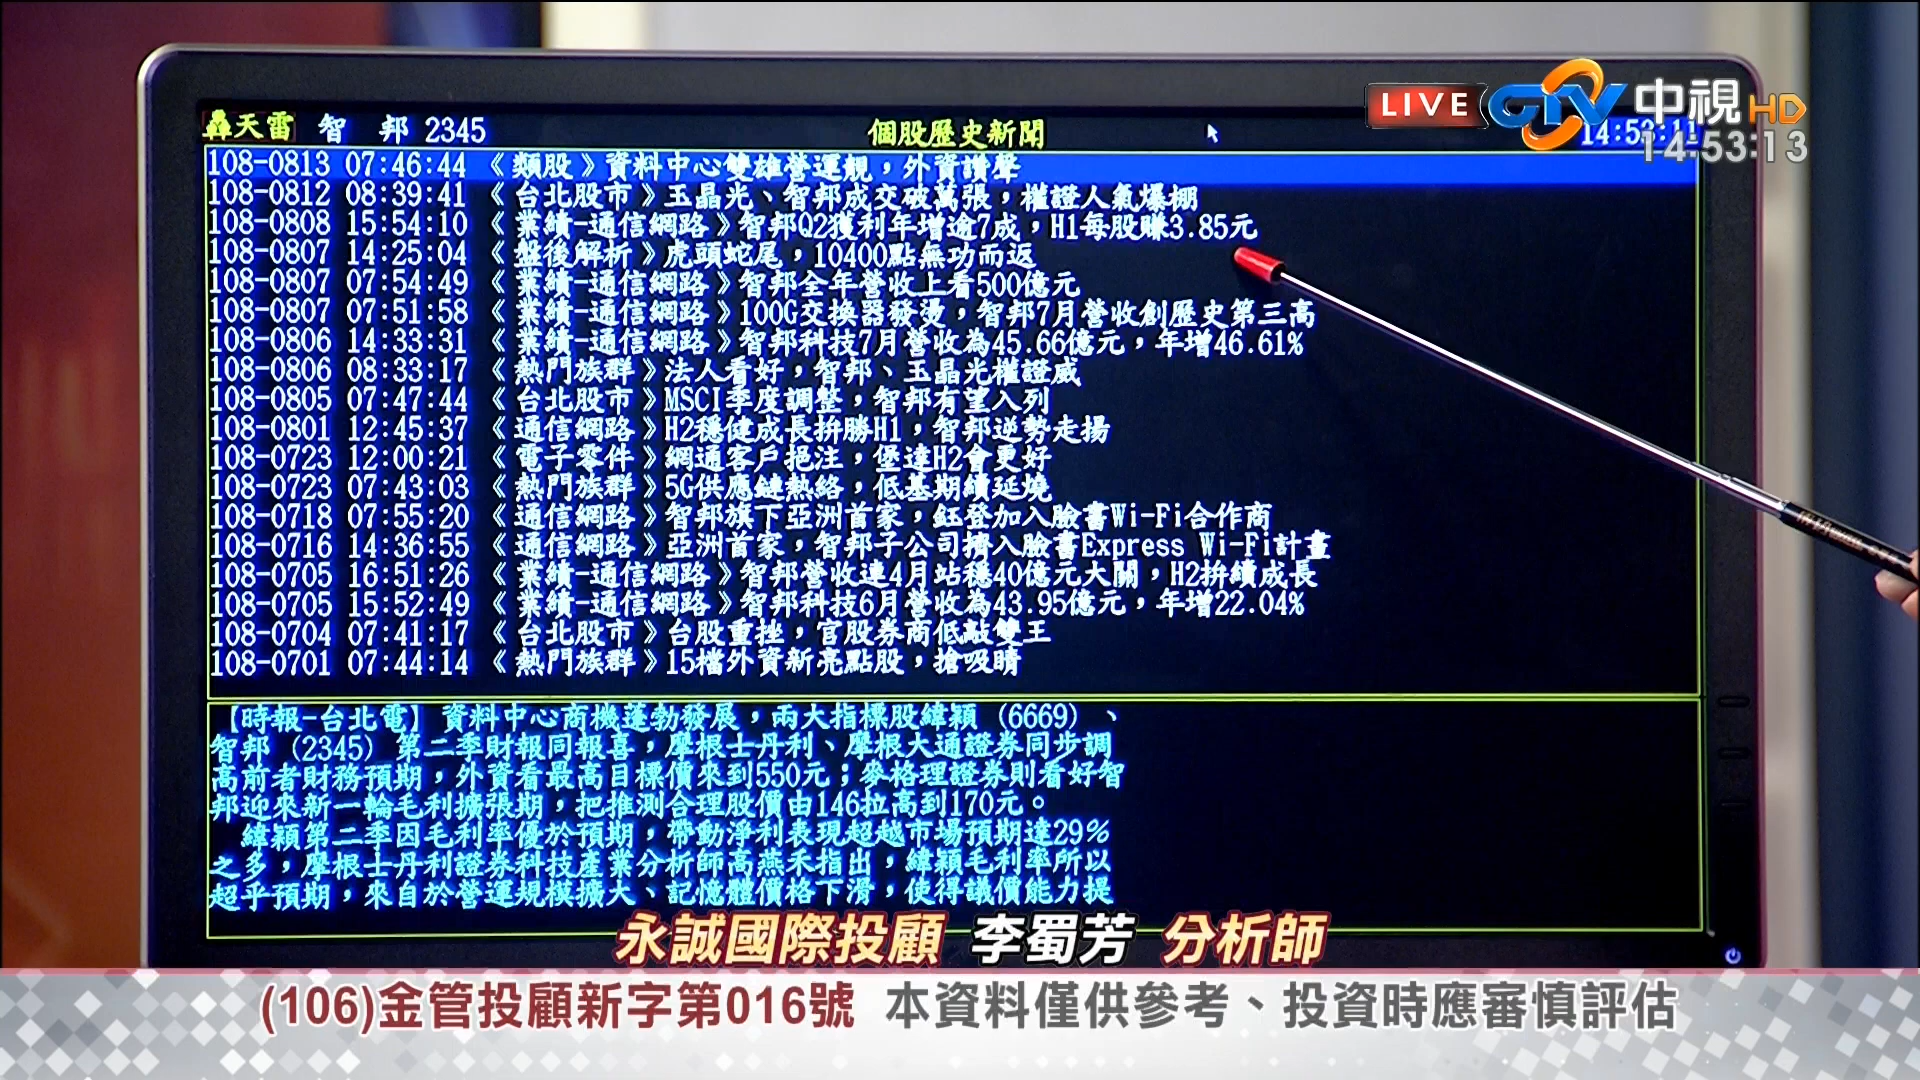 LIVE CTV 中視 HD
14:53:13
轟天雷 智 邦 2345 個股歷史新聞
108-0813 07:46:44 《類股》資料中心雙雄營運靚，外資讚聲
108-0812 08:39:41 《台北股市》玉晶光、智邦成交破萬張，權證人氣爆棚
108-0808 15:54:10 《業績-通信網路》智邦Q2獲利年增逾7成，H1每股賺3.85元
108-0807 14:25:04 《盤後解析》虎頭蛇尾，10400點無功而返
108-0807 07:54:49 《業績-通信網路》智邦全年營收上看500億元
108-0807 07:51:58 《業績-通信網路》100G交換器發燙，智邦7月營收創歷史第三高
108-0806 14:33:31 《業績-通信網路》智邦科技7月營收為45.66億元，年增46.61%
108-0806 08:33:17 《熱門族群》法人看好，智邦、玉晶光權證威
108-0805 07:47:44 《台北股市》MSCI季度調整，智邦有望入列
108-0801 12:45:37 《通信網路》H2穩健成長拚勝H1，智邦逆勢走揚
108-0723 12:00:21 《電子零件》網通客戶挹注，堡達H2會更好
108-0723 07:43:03 《熱門族群》5G供應鏈熱絡，低基期續延燒
108-0718 07:55:20 《通信網路》智邦旗下亞洲首家，鈺登加入臉書Wi-Fi合作商
108-0716 14:36:55 《通信網路》亞洲首家，智邦子公司擠入臉書Express Wi-Fi計畫
108-0705 16:51:26 《業績-通信網路》智邦營收連4月站穩40億元大關，H2拚續成長
108-0705 15:52:49 《業績-通信網路》智邦科技6月營收為43.95億元，年增22.04%
108-0704 07:41:17 《台北股市》台股重挫，官股券商低敲雙王
108-0701 07:44:14 《熱門族群》15檔外資新亮點股，搶吸睛
【時報-台北電】資料中心商機蓬勃發展，兩大指標股緯穎（6669）、
智邦（2345）第二季財報同報喜，摩根士丹利、摩根大通證券同步調
高前者財務預期，外資看最高目標價來到550元；麥格理證券則看好智
邦迎來新一輪毛利擴張期，把推測合理股價由146拉高到170元。
緯穎第二季因毛利率優於預期，帶動淨利表現超越市場預期達29％
之多，摩根士丹利證券科技產業分析師高燕禾指出，緯穎毛利率所以
超乎預期，來自於營運規模擴大、記憶體價格下滑，使得議價能力提
永誠國際投顧 李蜀芳 分析師
(106)金管投顧新字第016號 本資料僅供參考、投資時應審慎評估